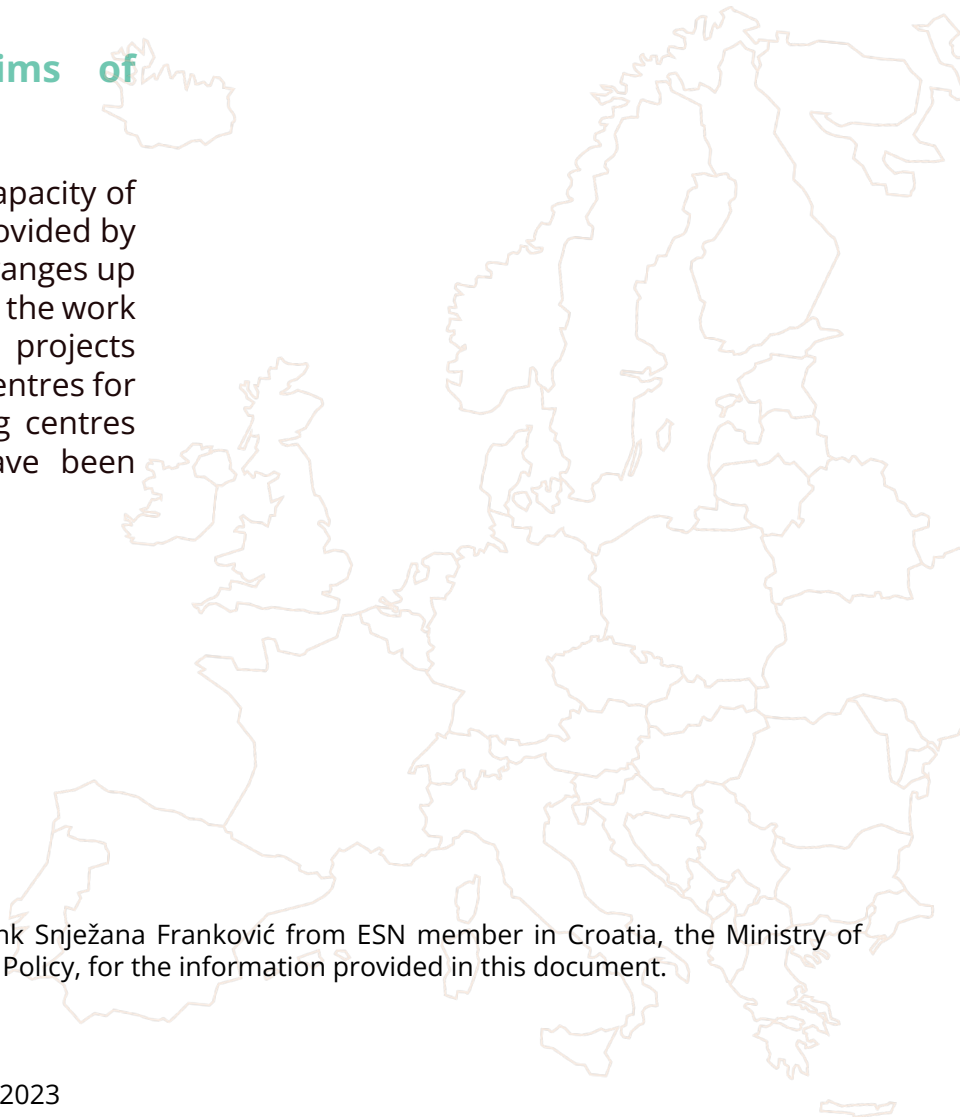 of
apacity of
ovided by
anges up
the work
projects
entres for
centres
ave been
nk Snježana Franković from ESN member in Croatia, the Ministry of
Policy, for the information provided in this document.
2023